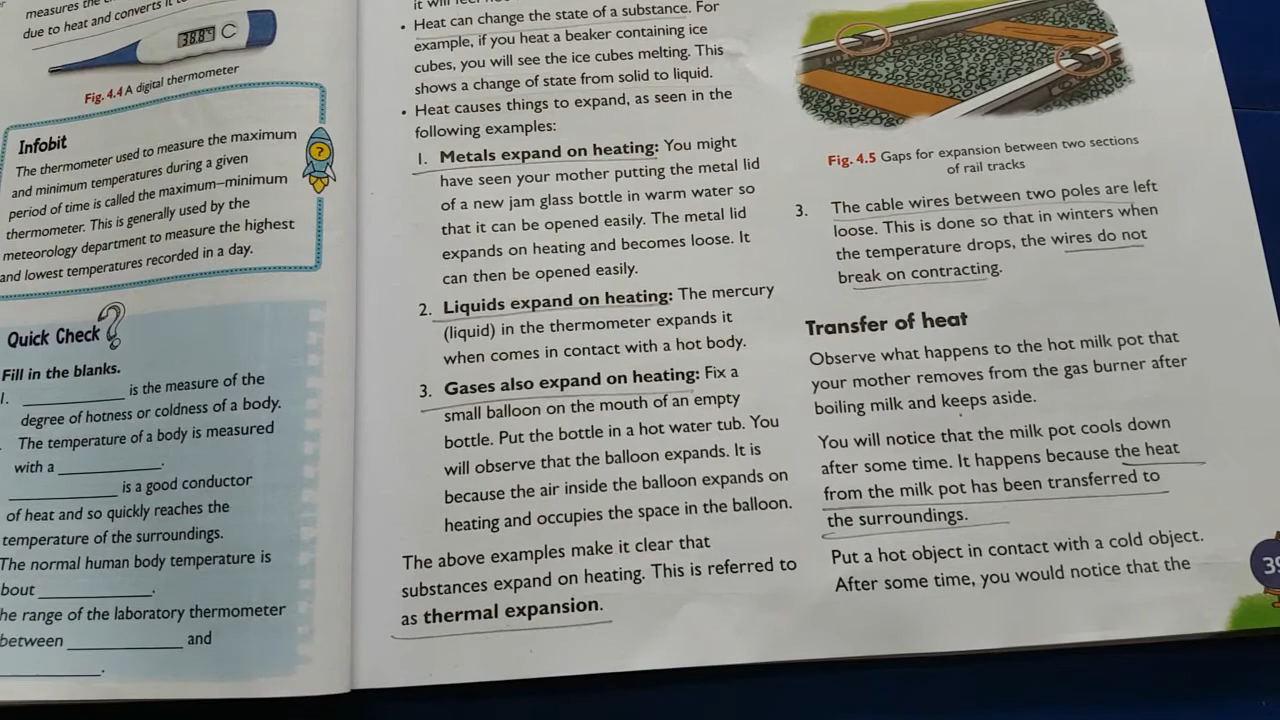 measures the
due to heat and converts it
38.8°C
C
Fig. 4.4 A digital thermometer
Infobit
?
The thermometer used to measure the maximum
and minimum temperatures during a given
period of time is called the maximum–minimum
thermometer. This is generally used by the
meteorology department to measure the highest
and lowest temperatures recorded in a day.
Quick Check ?
Fill in the blanks.
1. ____________ is the measure of the
degree of hotness or coldness of a body.
The temperature of a body is measured
with a ____________.
____________ is a good conductor
of heat and so quickly reaches the
temperature of the surroundings.
The normal human body temperature is
bout ____________.
he range of the laboratory thermometer
between ____________ and
____________.
it will
• Heat can change the state of a substance. For
example, if you heat a beaker containing ice
cubes, you will see the ice cubes melting. This
shows a change of state from solid to liquid.
• Heat causes things to expand, as seen in the
following examples:
1. Metals expand on heating: You might
have seen your mother putting the metal lid
of a new jam glass bottle in warm water so
that it can be opened easily. The metal lid
expands on heating and becomes loose. It
can then be opened easily.
2. Liquids expand on heating: The mercury
(liquid) in the thermometer expands it
when comes in contact with a hot body.
3. Gases also expand on heating: Fix a
small balloon on the mouth of an empty
bottle. Put the bottle in a hot water tub. You
will observe that the balloon expands. It is
because the air inside the balloon expands on
heating and occupies the space in the balloon.
The above examples make it clear that
substances expand on heating. This is referred to
as thermal expansion.
Fig. 4.5 Gaps for expansion between two sections
of rail tracks
3. The cable wires between two poles are left
loose. This is done so that in winters when
the temperature drops, the wires do not
break on contracting.
Transfer of heat
Observe what happens to the hot milk pot that
your mother removes from the gas burner after
boiling milk and keeps aside.
You will notice that the milk pot cools down
after some time. It happens because the heat
from the milk pot has been transferred to
the surroundings.
Put a hot object in contact with a cold object.
After some time, you would notice that the
39